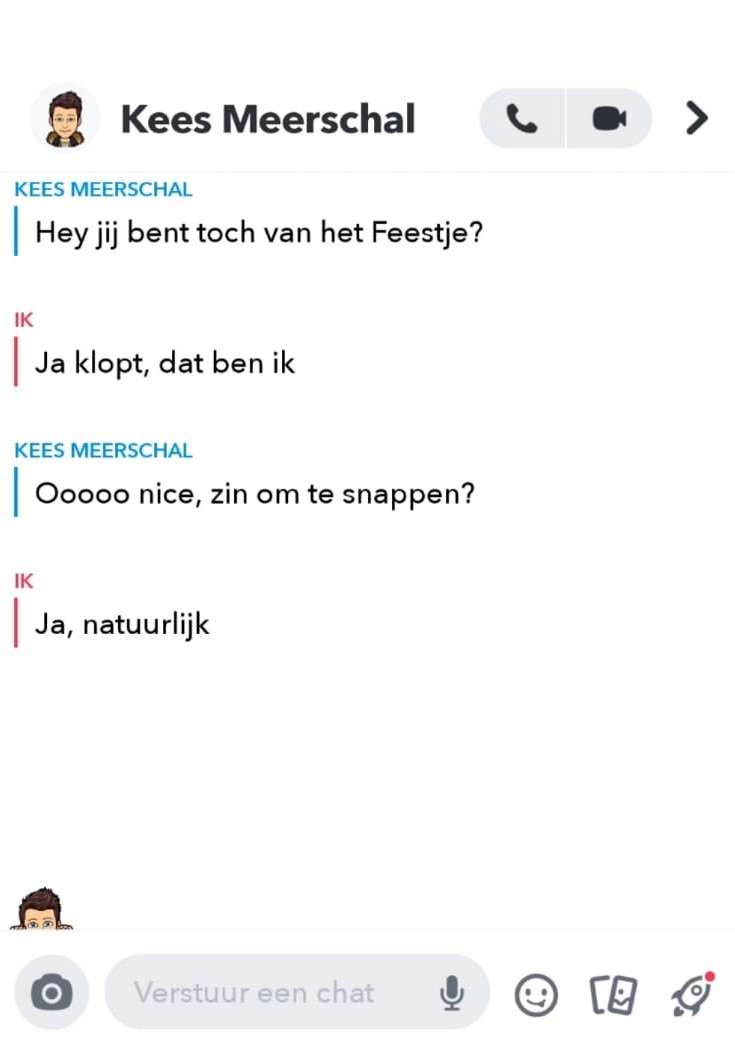 Kees Meerschal
KEES MEERSCHAL
Hey jij bent toch van het Feestje?
IK
Ja klopt, dat ben ik
KEES MEERSCHAL
Ooooo nice, zin om te snappen?
IK
Ja, natuurlijk
Verstuur een chat